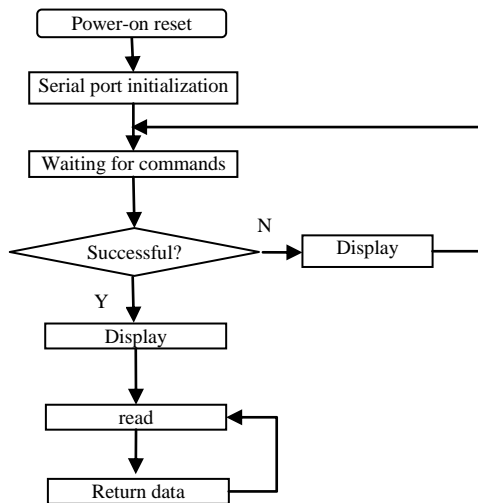 Power-on reset
Serial port initialization
Waiting for commands
Successful?
N
Display
Y
Display
read
Return data